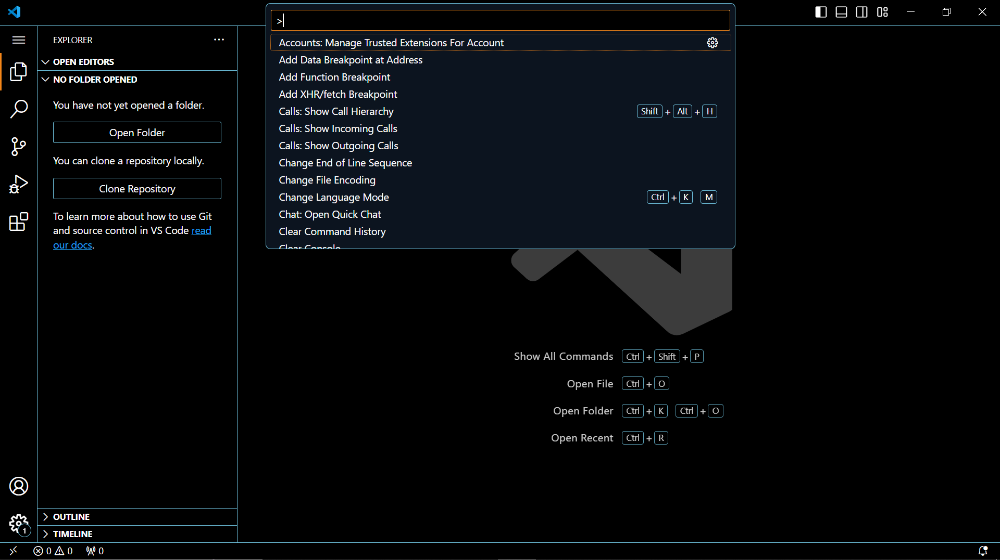 >
Accounts: Manage Trusted Extensions For Account
Add Data Breakpoint at Address
Add Function Breakpoint
Add XHR/fetch Breakpoint
Calls: Show Call Hierarchy Shift + Alt + H
Calls: Show Incoming Calls
Calls: Show Outgoing Calls
Change End of Line Sequence
Change File Encoding
Change Language Mode Ctrl + K M
Chat: Open Quick Chat
Clear Command History
Clear Console
EXPLORER
OPEN EDITORS
NO FOLDER OPENED
You have not yet opened a folder.
Open Folder
You can clone a repository locally.
Clone Repository
To learn more about how to use Git
and source control in VS Code read
our docs.
Show All Commands Ctrl + Shift + P
Open File Ctrl + O
Open Folder Ctrl + K Ctrl + O
Open Recent Ctrl + R
OUTLINE
TIMELINE
1
0 0 0